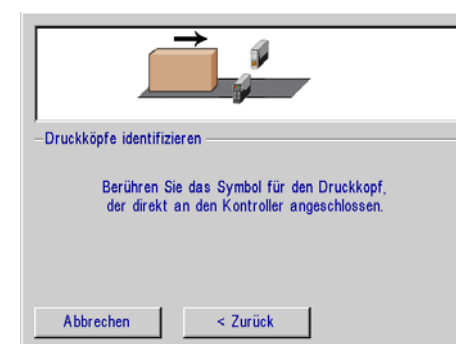 Druckköpfe identifizieren
Berühren Sie das Symbol für den Druckkopf,
der direkt an den Kontroller angeschlossen.
Abbrechen
< Zurück